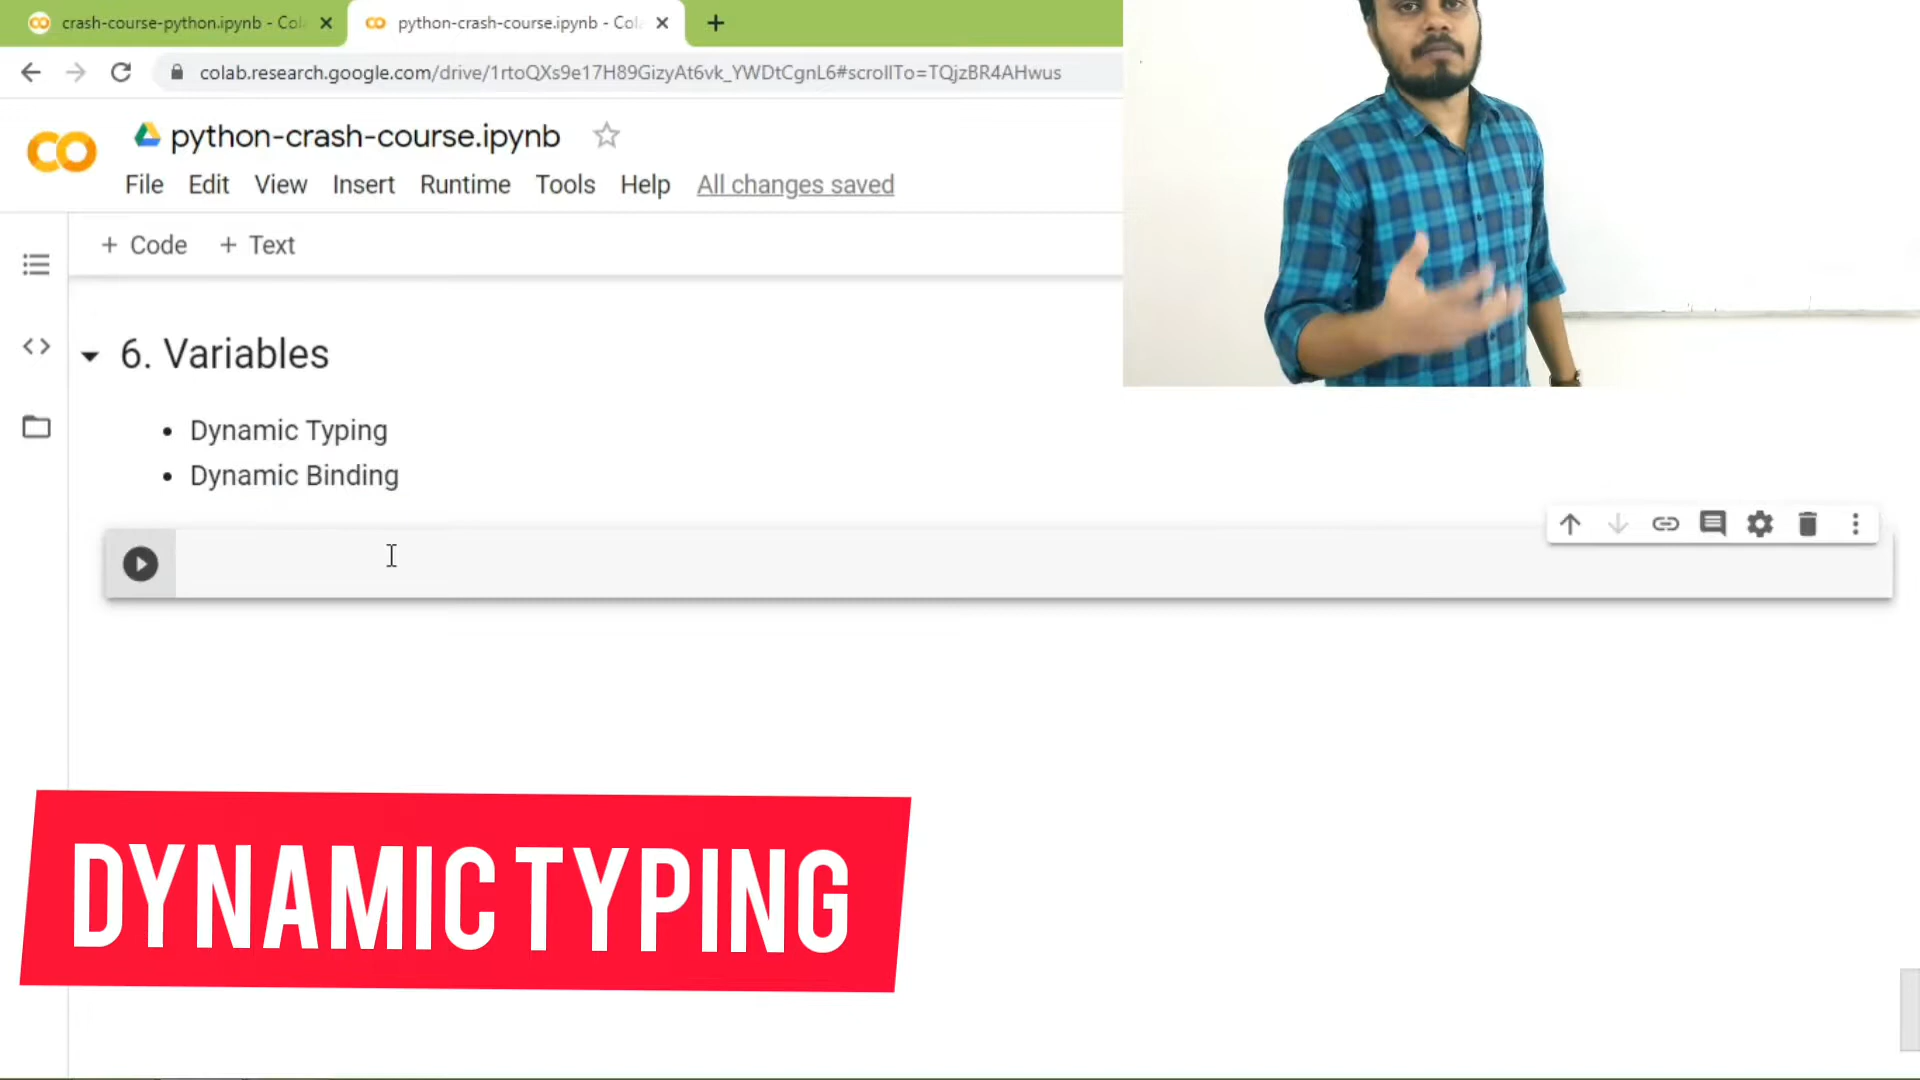 crash-course-python.ipynb - Col
python-crash-course.ipynb - Cola
colab.research.google.com/drive/1rtoQXs9e17H89GizyAt6vk_YWDtCgnL6#scrollTo=TQjzBR4AHwus
python-crash-course.ipynb
File Edit View Insert Runtime Tools Help All changes saved
+ Code + Text
6. Variables
• Dynamic Typing
• Dynamic Binding
DYNAMIC TYPING